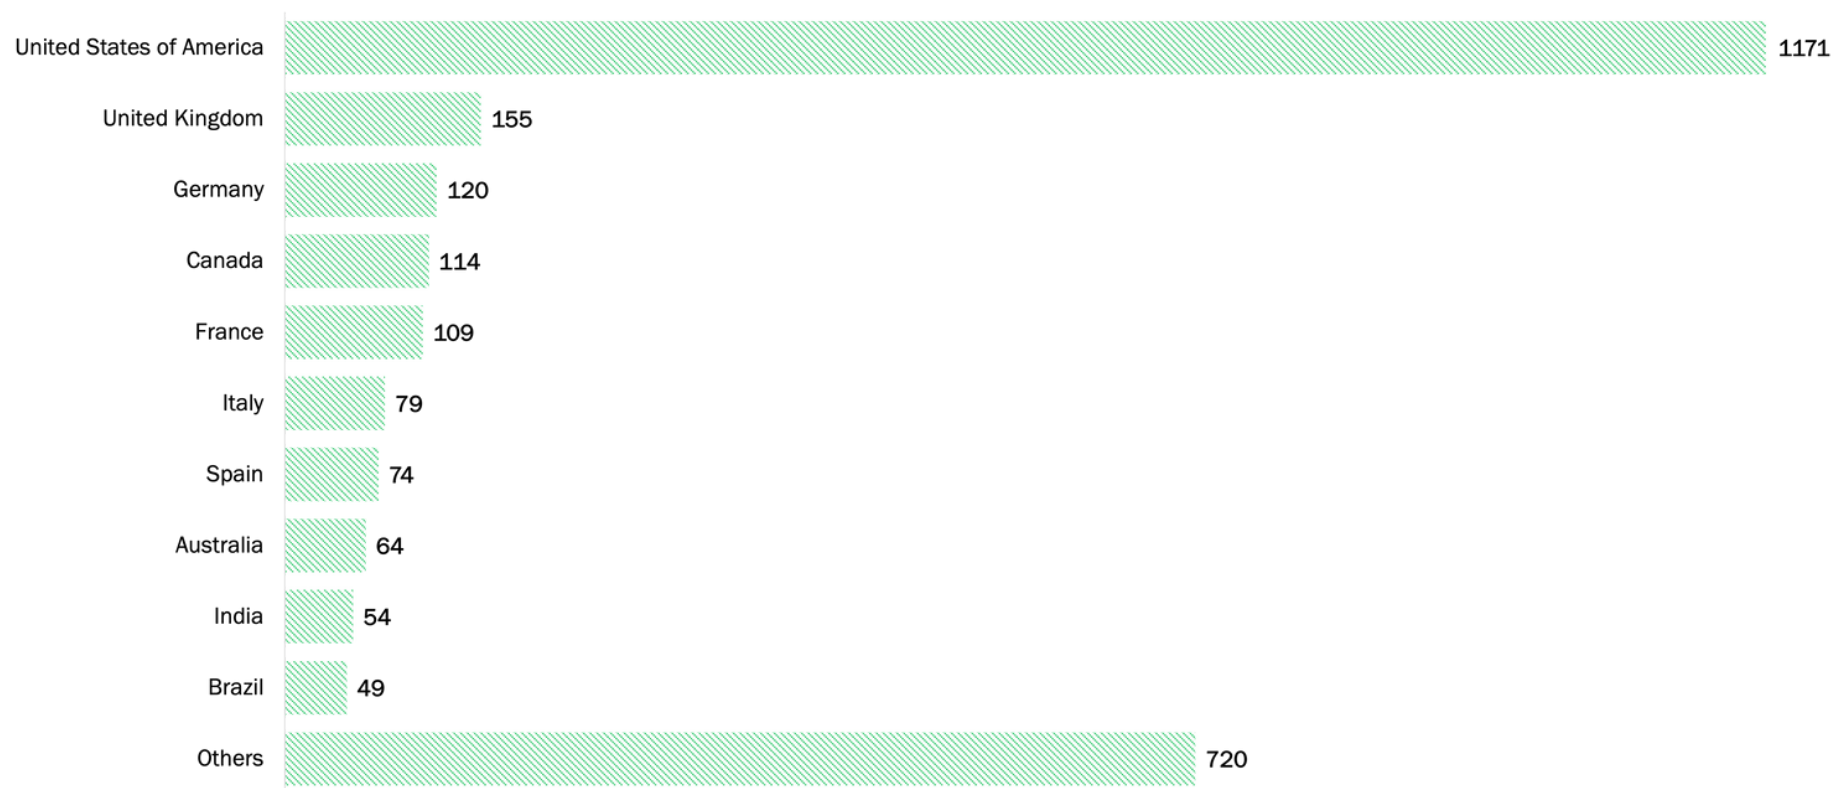 United States of America 1171
United Kingdom 155
Germany 120
Canada 114
France 109
Italy 79
Spain 74
Australia 64
India 54
Brazil 49
Others 720